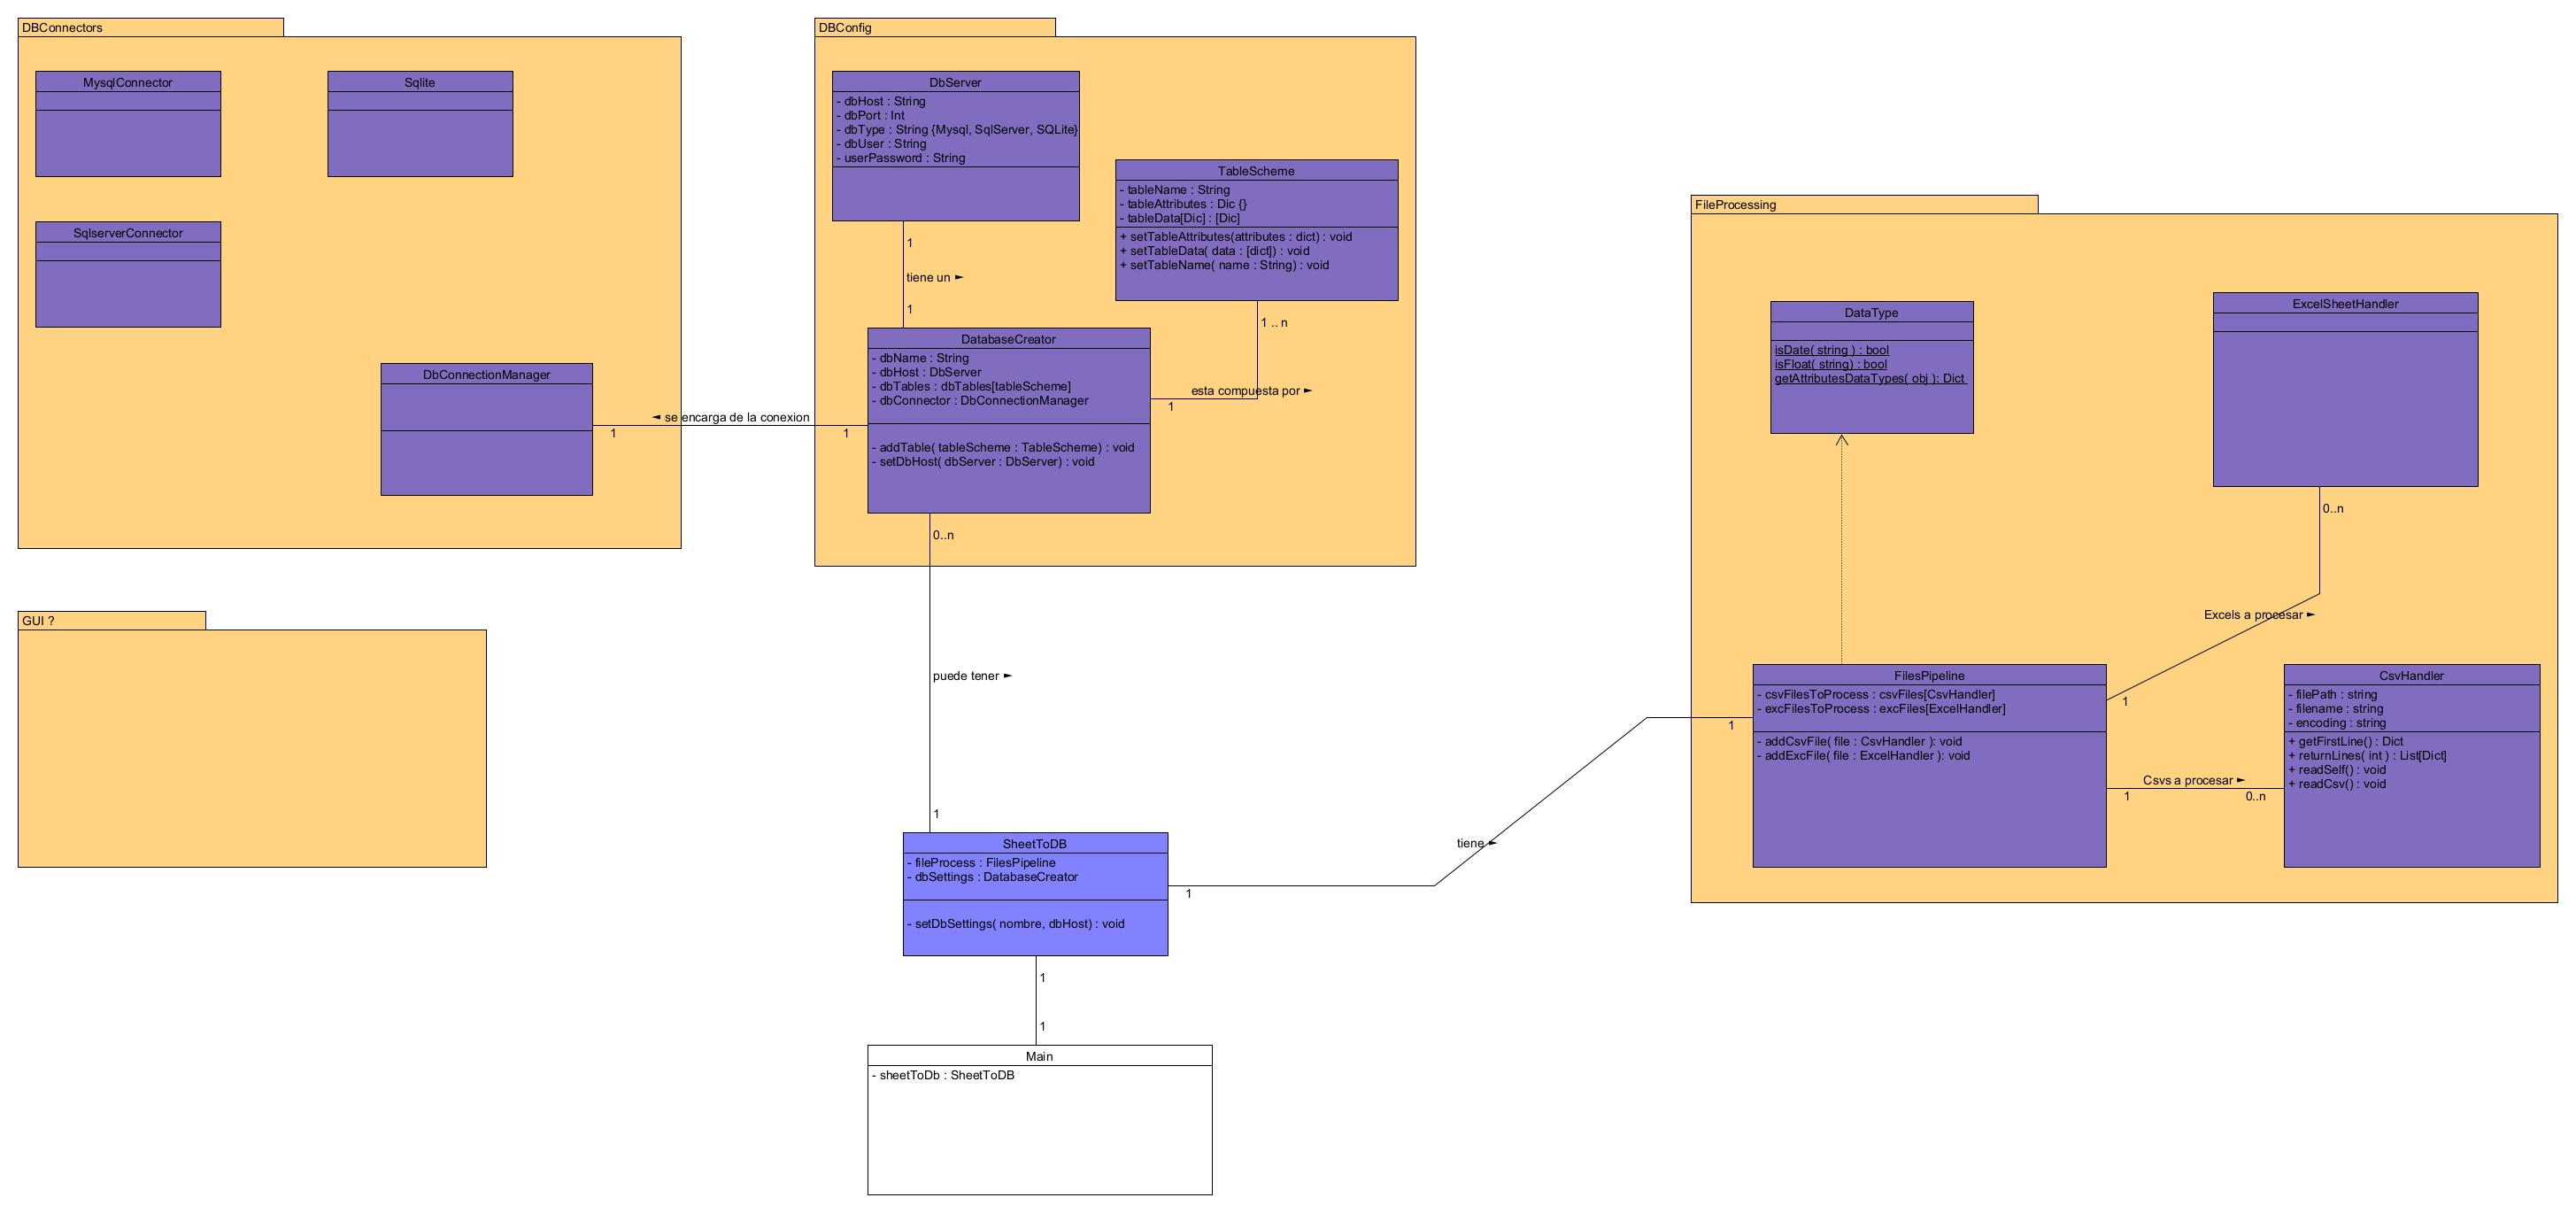 DBConnectors
MysqlConnector
Sqlite
SqlserverConnector
DbConnectionManager
◄ se encarga de la conexion
1
1
DBConfig
DbServer
- dbHost : String
- dbPort : Int
- dbType : String {Mysql, SqlServer, SQLite}
- dbUser : String
- userPassword : String
1
tiene un ►
1
TableScheme
- tableName : String
- tableAttributes : Dic {}
- tableData[Dic] : [Dic]
+ setTableAttributes(attributes : dict) : void
+ setTableData( data : [dict]) : void
+ setTableName( name : String) : void
1 .. n
esta compuesta por ►
1
DatabaseCreator
- dbName : String
- dbHost : DbServer
- dbTables : dbTables[tableScheme]
- dbConnector : DbConnectionManager
- addTable( tableScheme : TableScheme) : void
- setDbHost( dbServer : DbServer) : void
0..n
puede tener ►
1
FileProcessing
DataType
isDate( string ) : bool
isFloat( string) : bool
getAttributesDataTypes( obj ): Dict
ExcelSheetHandler
0..n
Excels a procesar ►
1
FilesPipeline
- csvFilesToProcess : csvFiles[CsvHandler]
- excFilesToProcess : excFiles[ExcelHandler]
- addCsvFile( file : CsvHandler ): void
- addExcFile( file : ExcelHandler ): void
Csvs a procesar ►
1
0..n
CsvHandler
- filePath : string
- filename : string
- encoding : string
+ getFirstLine() : Dict
+ returnLines( int ) : List[Dict]
+ readSelf() : void
+ readCsv() : void
1
tiene ►
1
GUI ?
SheetToDB
- fileProcess : FilesPipeline
- dbSettings : DatabaseCreator
- setDbSettings( nombre, dbHost) : void
1
1
Main
- sheetToDb : SheetToDB